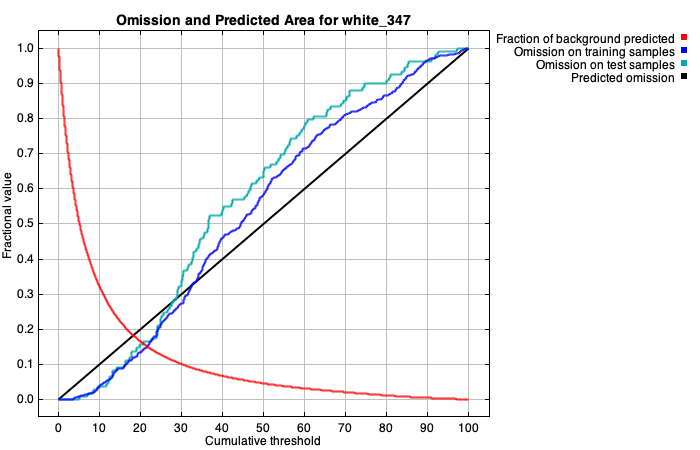 Omission and Predicted Area for white_347
Fraction of background predicted
Omission on training samples
Omission on test samples
Predicted omission
Fractional value
1.0
0.9
0.8
0.7
0.6
0.5
0.4
0.3
0.2
0.1
0.0
0 10 20 30 40 50 60 70 80 90 100
Cumulative threshold